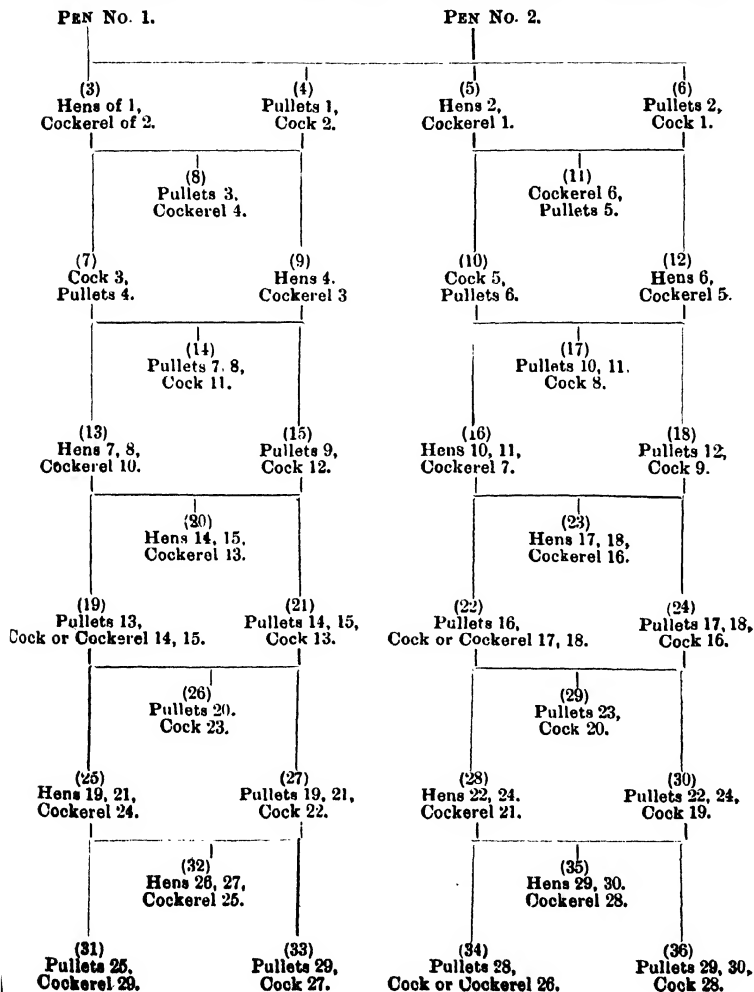 PEN No. 1. PEN No. 2.
(3) (4) (5) (6)
Hens of 1, Pullets 1, Hens 2, Pullets 2,
Cockerel of 2. Cock 2. Cockerel 1. Cock 1.
(8) (11)
Pullets 3, Cockerel 6,
Cockerel 4. Pullets 5.
(7) (9) (10) (12)
Cock 3, Hens 4. Cock 5, Hens 6,
Pullets 4. Cockerel 3 Pullets 6. Cockerel 5.
(14) (17)
Pullets 7. 8, Pullets 10, 11.
Cock 11. Cock 8.
(13) (15) (16) (18)
Hens 7, 8, Pullets 9, Hens 10, 11, Pullets 12,
Cockerel 10. Cock 12. Cockerel 7. Cock 9.
(20) (23)
Hens 14, 15, Hens 17, 18,
Cockerel 13. Cockerel 16.
(19) (21) (22) (24)
Pullets 13, Pullets 14, 15, Pullets 16, Pullets 17, 18,
Cock or Cockerel 14, 15. Cock 13. Cock or Cockerel 17, 18. Cock 16.
(26) (29)
Pullets 20. Pullets 23,
Cock 23. Cock 20.
(25) (27) (28) (30)
Hens 19, 21, Pullets 19, 21, Hens 22, 24. Pullets 22, 24,
Cockerel 24. Cock 22. Cockerel 21. Cock 19.
(32) (35)
Hens 26, 27, Hens 29, 30.
Cockerel 25. Cockerel 28.
(31) (33) (34) (36)
Pullets 25, Pullets 29, Pullets 28, Pullets 29, 30,
Cockerel 29. Cock 27. Cock or Cockerel 26. Cock 28.